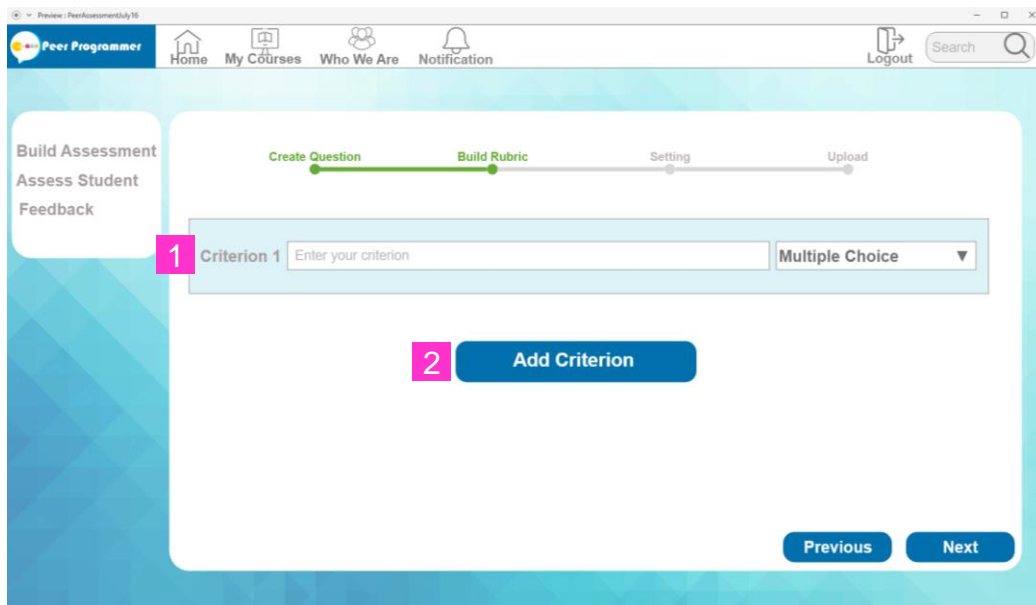 Preview : PeerAssessmentJuly16
Peer Programmer
Home My Courses Who We Are Notification
Logout
Search
Build Assessment
Assess Student
Feedback
Create Question Build Rubric Setting Upload
1 Criterion 1 Enter your criterion Multiple Choice
2 Add Criterion
Previous Next